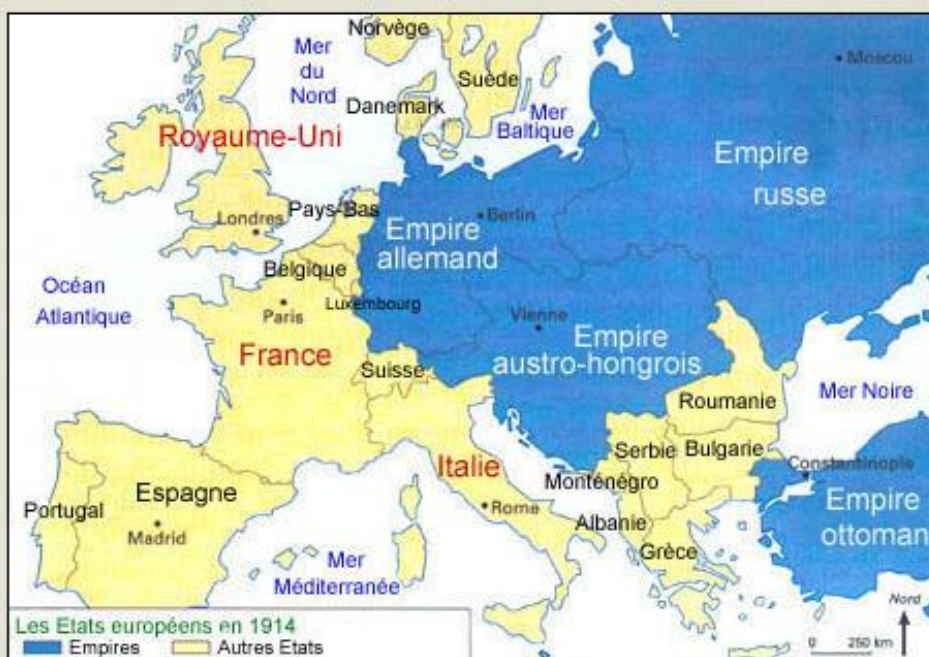 Norvège
Mer
du
Nord
Suède
Moscou
Danemark
Mer
Baltique
Royaume-Uni
Empire
russe
Londres
Pays-Bas
Berlin
Empire
allemand
Belgique
Océan
Atlantique
Paris
Luxembourg
Vienne
France
Empire
austro-hongrois
Suisse
Roumanie
Mer Noire
Serbie
Bulgarie
Italie
Constantinople
Monténégro
Espagne
Portugal
Madrid
Rome
Empire
ottoman
Albanie
Grèce
Mer
Méditerranée
Nord
Les Etats européens en 1914
Empires
Autres Etats
0 250 km